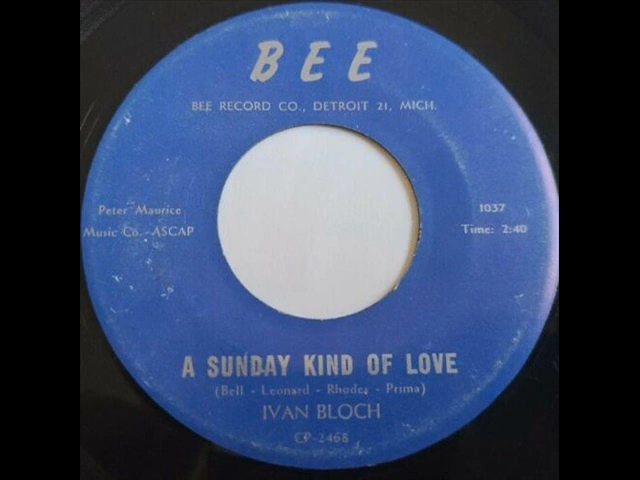 BEE
BEE RECORD CO., DETROIT 21, MICH.
Peter Maurice
Music Co. - ASCAP
1037
Time: 2:40
A SUNDAY KIND OF LOVE
(Bell - Leonard - Rhodes - Prima)
IVAN BLOCH
CP-2468